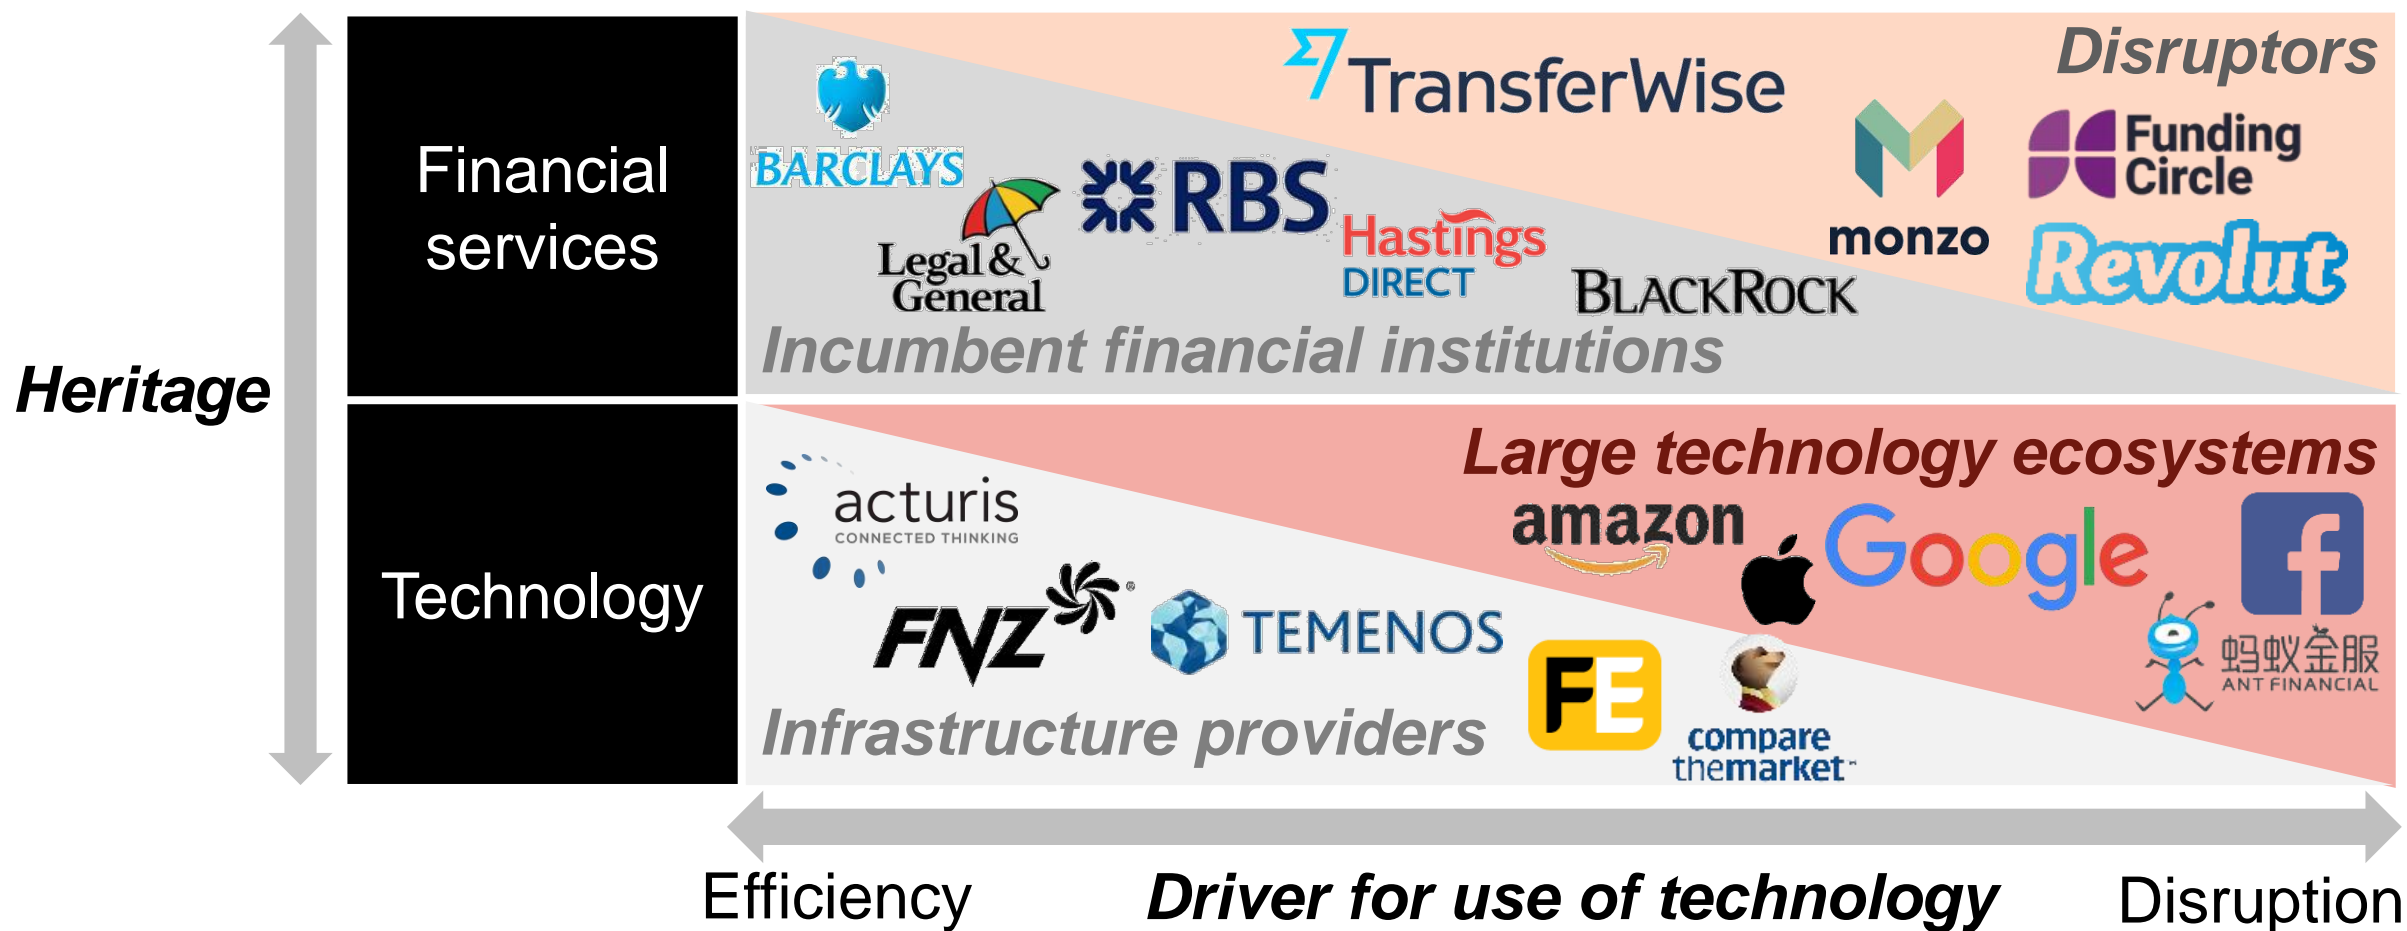 Heritage
Financial
services
Technology
BARCLAYS
Legal &
General
RBS
Hastings
DIRECT
BLACKROCK
Incumbent financial institutions
TransferWise
Disruptors
monzo
Funding
Circle
Revolut
acturis
CONNECTED THINKING
FNZ®
TEMENOS
FE
compare
themarket
Infrastructure providers
Large technology ecosystems
amazon
Google
f
蚂蚁金服
ANT FINANCIAL
Efficiency
Driver for use of technology
Disruption